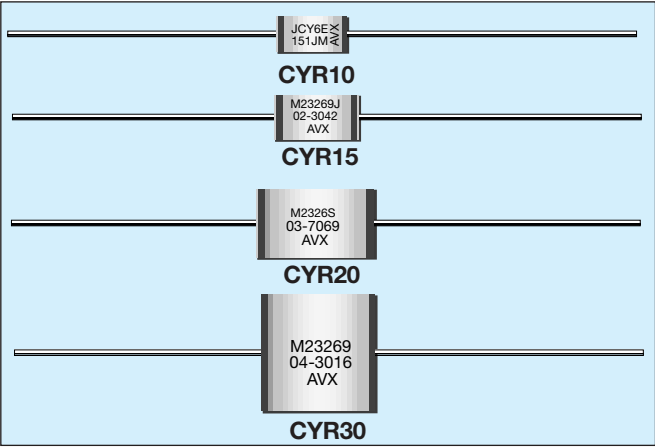 JCY6E
151JM
AVX
CYR10
M23269J
02-3042
AVX
CYR15
M2326S
03-7069
AVX
CYR20
M23269
04-3016
AVX
CYR30